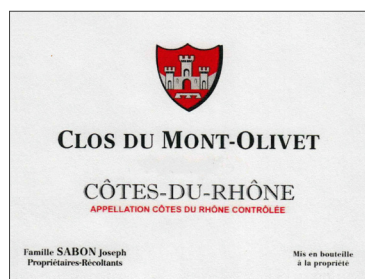 CLOS DU MONT-OLIVET
CÔTES-DU-RHÔNE
APPELLATION CÔTES DU RHÔNE CONTRÔLÉE
Famille SABON Joseph
Propriétaires-Récoltants
Mis en bouteille
à la propriété